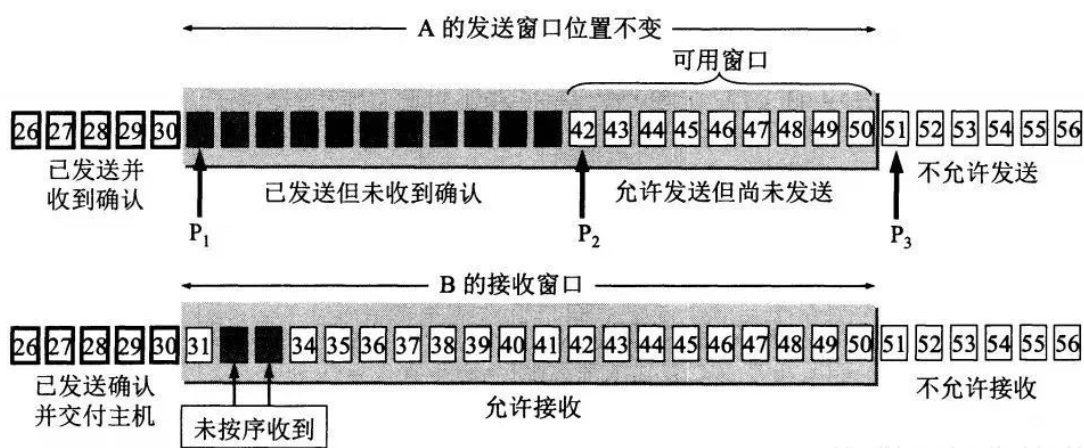 A 的发送窗口位置不变
可用窗口
26 27 28 29 30 42 43 44 45 46 47 48 49 50 51 52 53 54 55 56
已发送并
收到确认
已发送但未收到确认
允许发送但尚未发送
不允许发送
P1
P2
P3
B 的接收窗口
26 27 28 29 30 31 34 35 36 37 38 39 40 41 42 43 44 45 46 47 48 49 50 51 52 53 54 55 56
已发送确认
并交付主机
未按序收到
允许接收
不允许接收